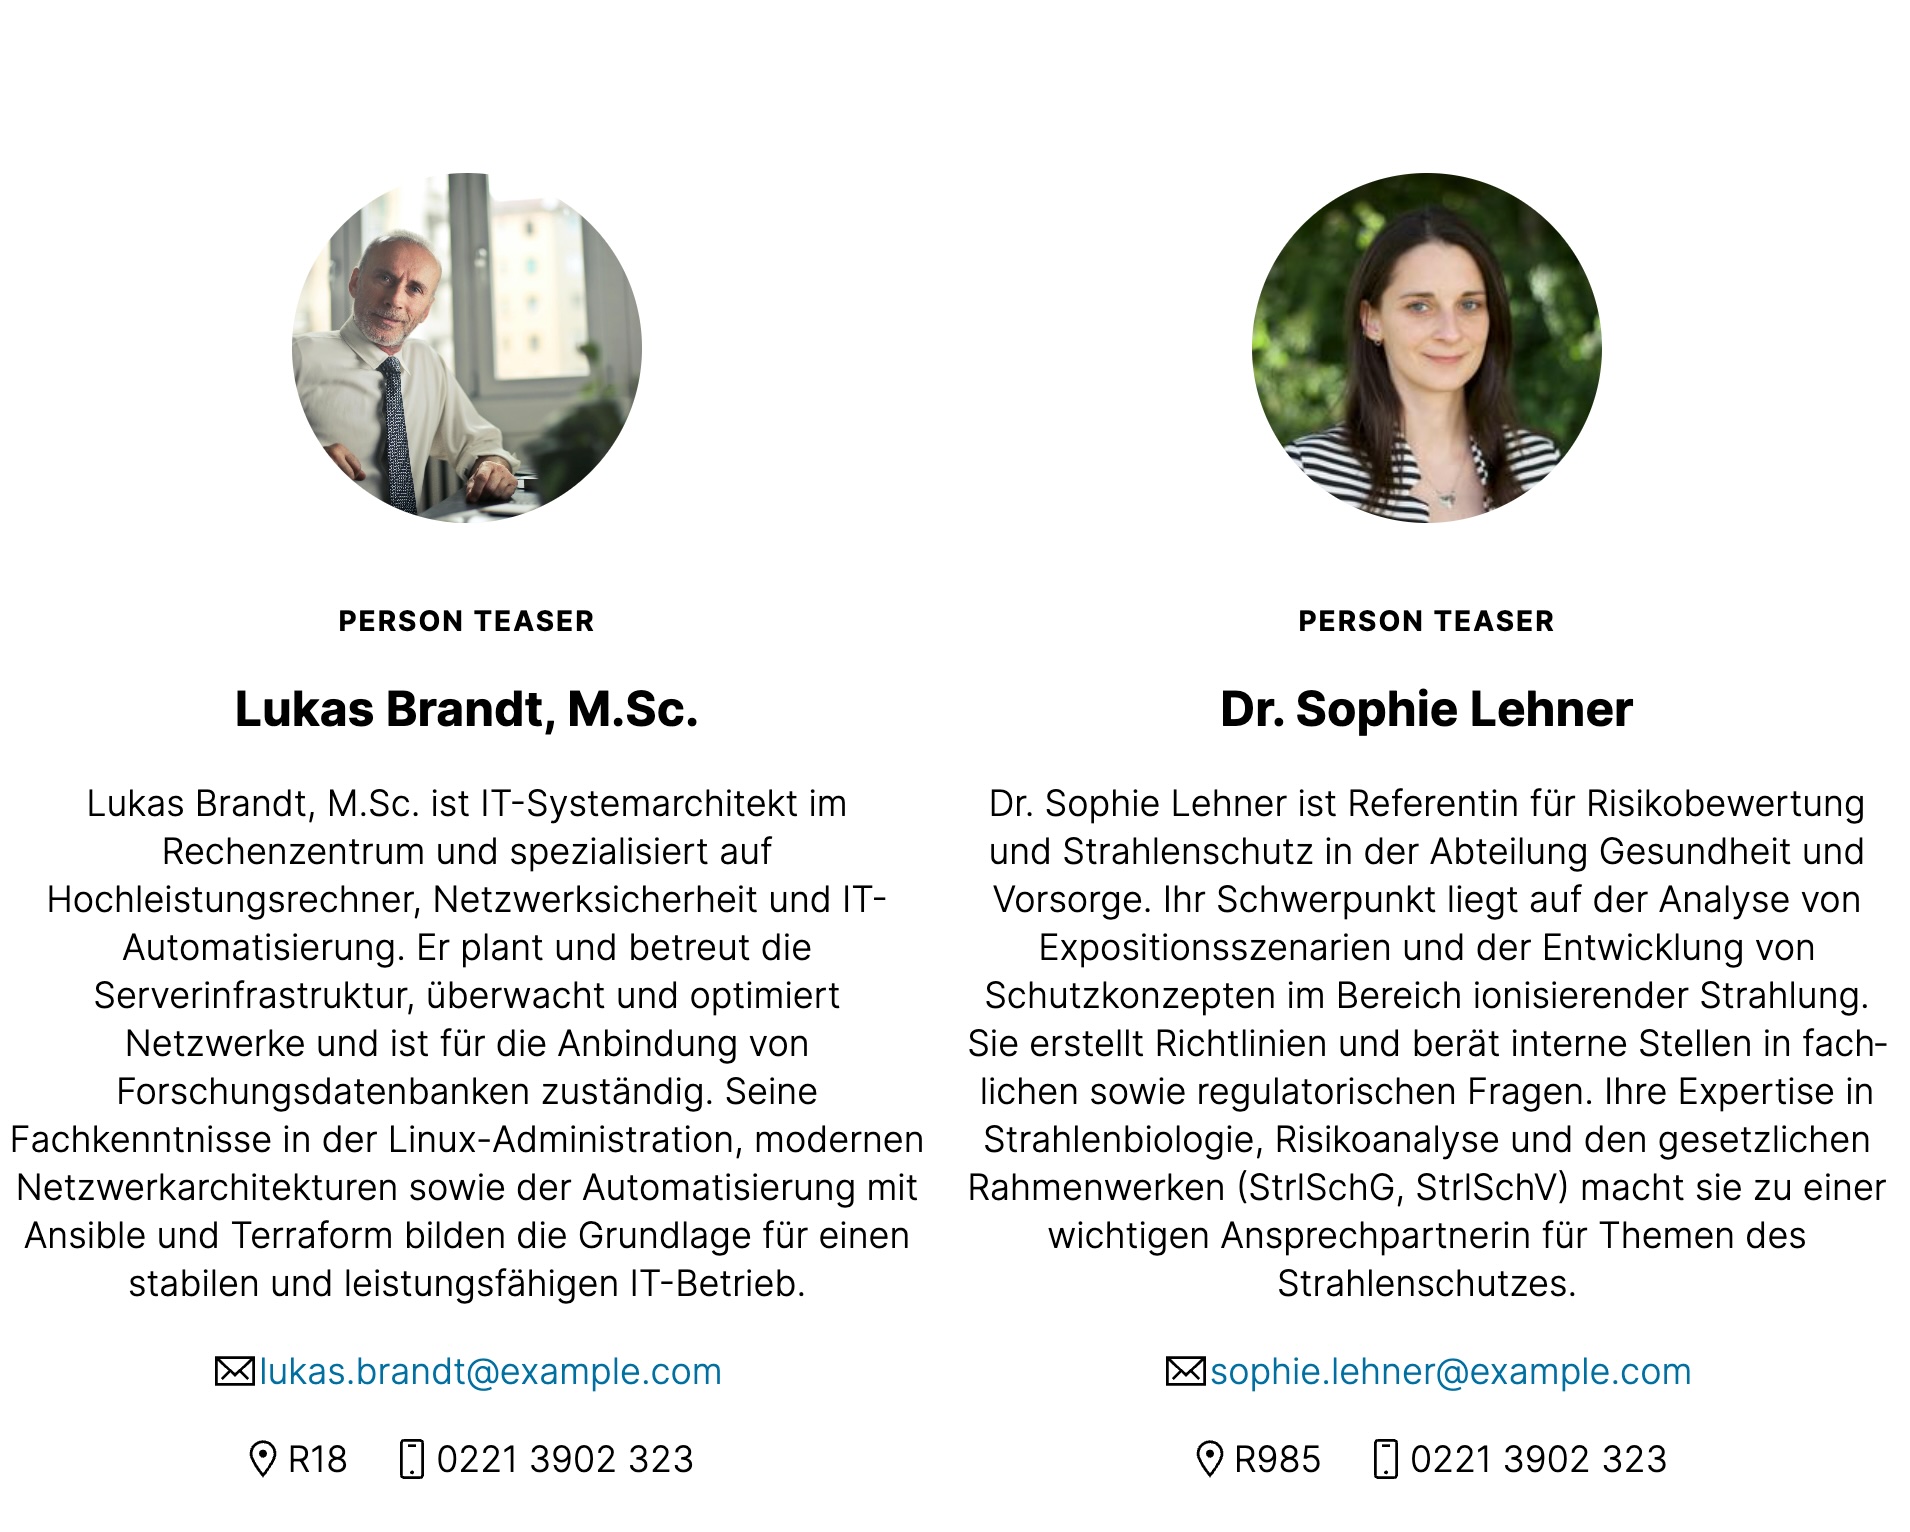 PERSON TEASER
Lukas Brandt, M.Sc.
Lukas Brandt, M.Sc. ist IT-Systemarchitekt im
Rechenzentrum und spezialisiert auf
Hochleistungsrechner, Netzwerksicherheit und IT-
Automatisierung. Er plant und betreut die
Serverinfrastruktur, überwacht und optimiert
Netzwerke und ist für die Anbindung von
Forschungsdatenbanken zuständig. Seine
Fachkenntnisse in der Linux-Administration, modernen
Netzwerkarchitekturen sowie der Automatisierung mit
Ansible und Terraform bilden die Grundlage für einen
stabilen und leistungsfähigen IT-Betrieb.
lukas.brandt@example.com
R18 0221 3902 323
PERSON TEASER
Dr. Sophie Lehner
Dr. Sophie Lehner ist Referentin für Risikobewertung
und Strahlenschutz in der Abteilung Gesundheit und
Vorsorge. Ihr Schwerpunkt liegt auf der Analyse von
Expositionsszenarien und der Entwicklung von
Schutzkonzepten im Bereich ionisierender Strahlung.
Sie erstellt Richtlinien und berät interne Stellen in fach-
lichen sowie regulatorischen Fragen. Ihre Expertise in
Strahlenbiologie, Risikoanalyse und den gesetzlichen
Rahmenwerken (StrlSchG, StrlSchV) macht sie zu einer
wichtigen Ansprechpartnerin für Themen des
Strahlenschutzes.
sophie.lehner@example.com
R985 0221 3902 323